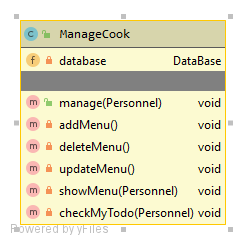 C ManageCook
f database DataBase
m manage(Personnel) void
m addMenu() void
m deleteMenu() void
m updateMenu() void
m showMenu(Personnel) void
m checkMyTodo(Personnel) void
Powered by yFiles